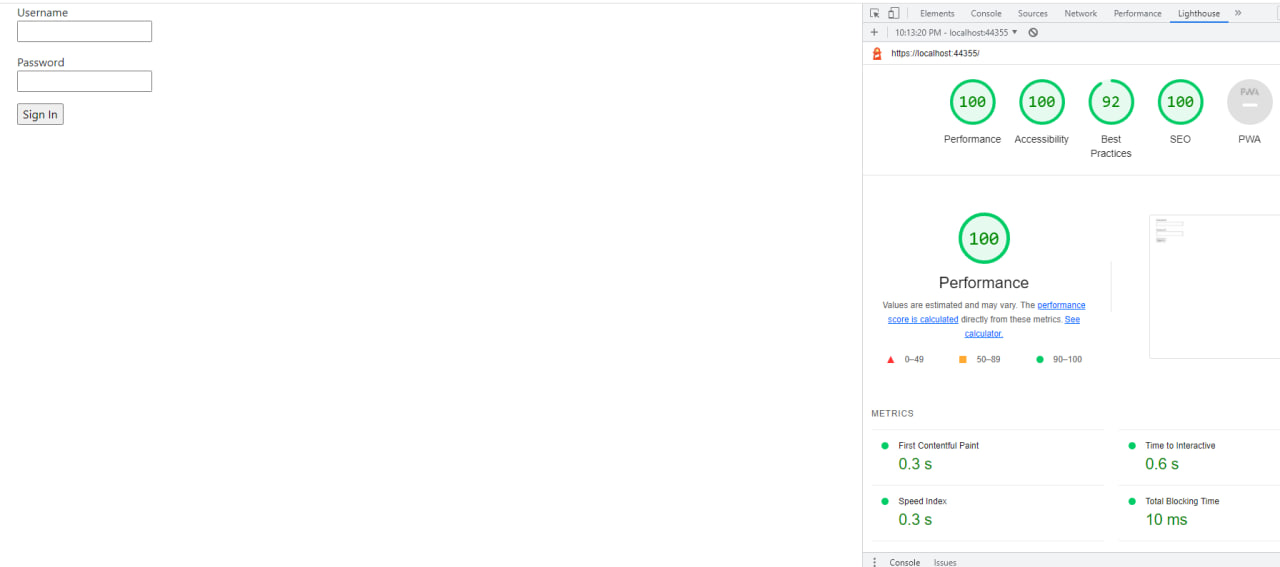 Username
Password
Sign In
Elements Console Sources Network Performance Lighthouse »
+ 10:13:20 PM - localhost:44355 ▼
https://localhost:44355/
100 100 92 100 PWA
Performance Accessibility Best Practices SEO PWA
100
Performance
Values are estimated and may vary. The performance
score is calculated directly from these metrics. See
calculator.
0–49 50–89 90–100
METRICS
First Contentful Paint
0.3 s
Time to Interactive
0.6 s
Speed Index
0.3 s
Total Blocking Time
10 ms
Console Issues